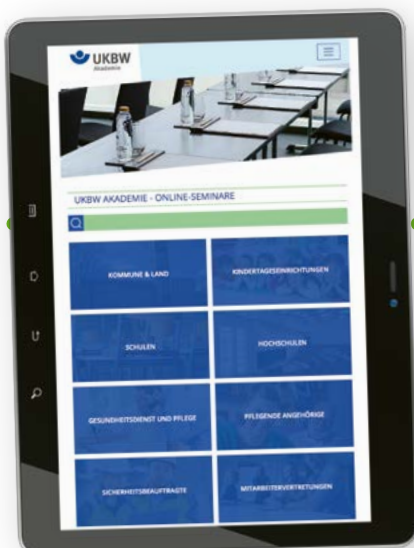 UKBW
Akademie
UKBW AKADEMIE - ONLINE-SEMINARE
KOMMUNE & LAND
KINDERTAGESEINRICHTUNGEN
SCHULEN
HOCHSCHULEN
GESUNDHEITSDIENST UND PFLEGE
PFLEGENDE ANGEHÖRIGE
SICHERHEITSBEAUFTRAGTE
MITARBEITERVERTRETUNGEN